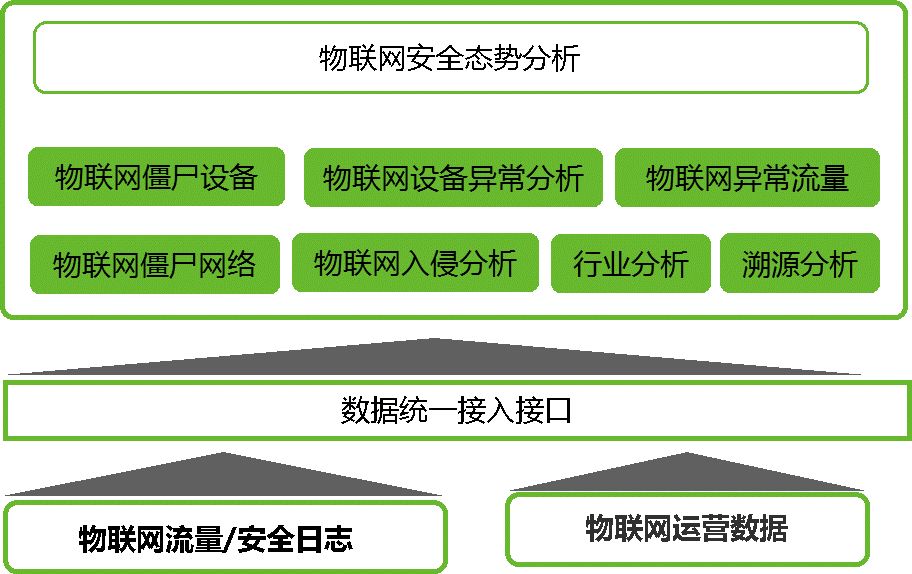 物联网安全态势分析
物联网僵尸设备
物联网设备异常分析
物联网异常流量
物联网僵尸网络
物联网入侵分析
行业分析
溯源分析
数据统一接入接口
物联网流量/安全日志
物联网运营数据